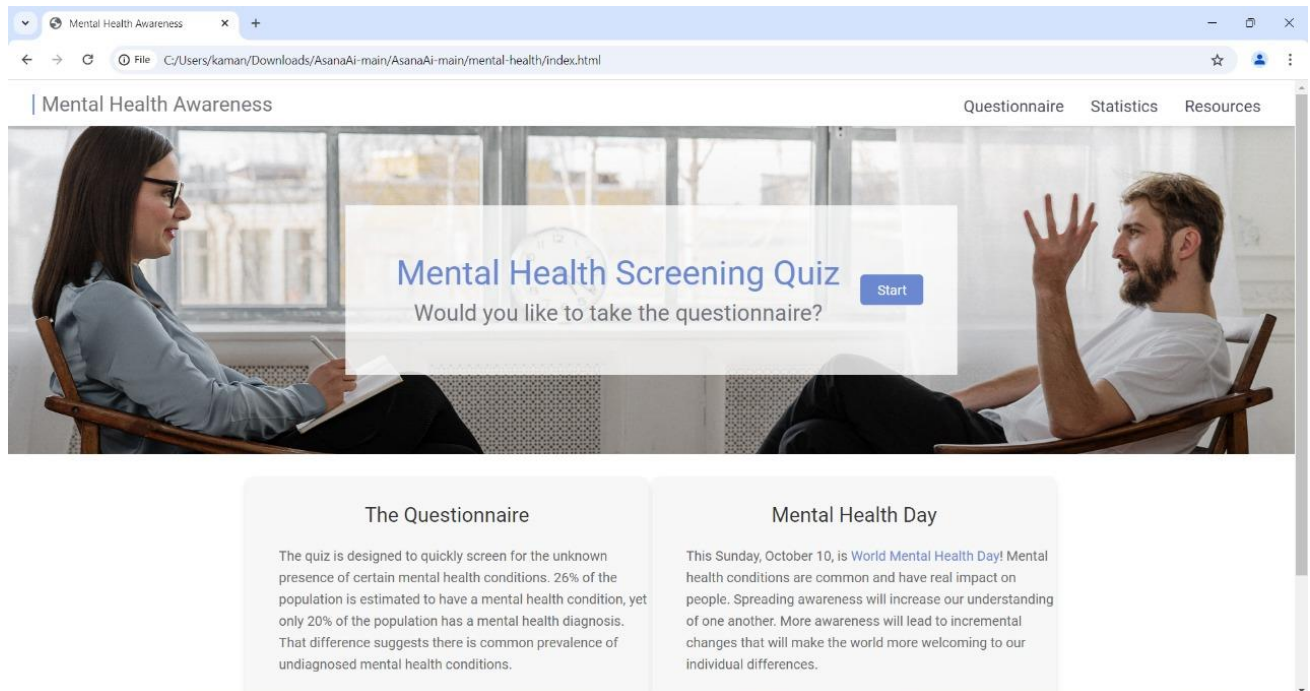 Mental Health Awareness
File C:/Users/kaman/Downloads/AsanaAi-main/AsanaAi-main/mental-health/index.html
Mental Health Awareness
Questionnaire Statistics Resources
Mental Health Screening Quiz
Start
Would you like to take the questionnaire?
The Questionnaire
The quiz is designed to quickly screen for the unknown
presence of certain mental health conditions. 26% of the
population is estimated to have a mental health condition, yet
only 20% of the population has a mental health diagnosis.
That difference suggests there is common prevalence of
undiagnosed mental health conditions.
Mental Health Day
This Sunday, October 10, is World Mental Health Day! Mental
health conditions are common and have real impact on
people. Spreading awareness will increase our understanding
of one another. More awareness will lead to incremental
changes that will make the world more welcoming to our
individual differences.